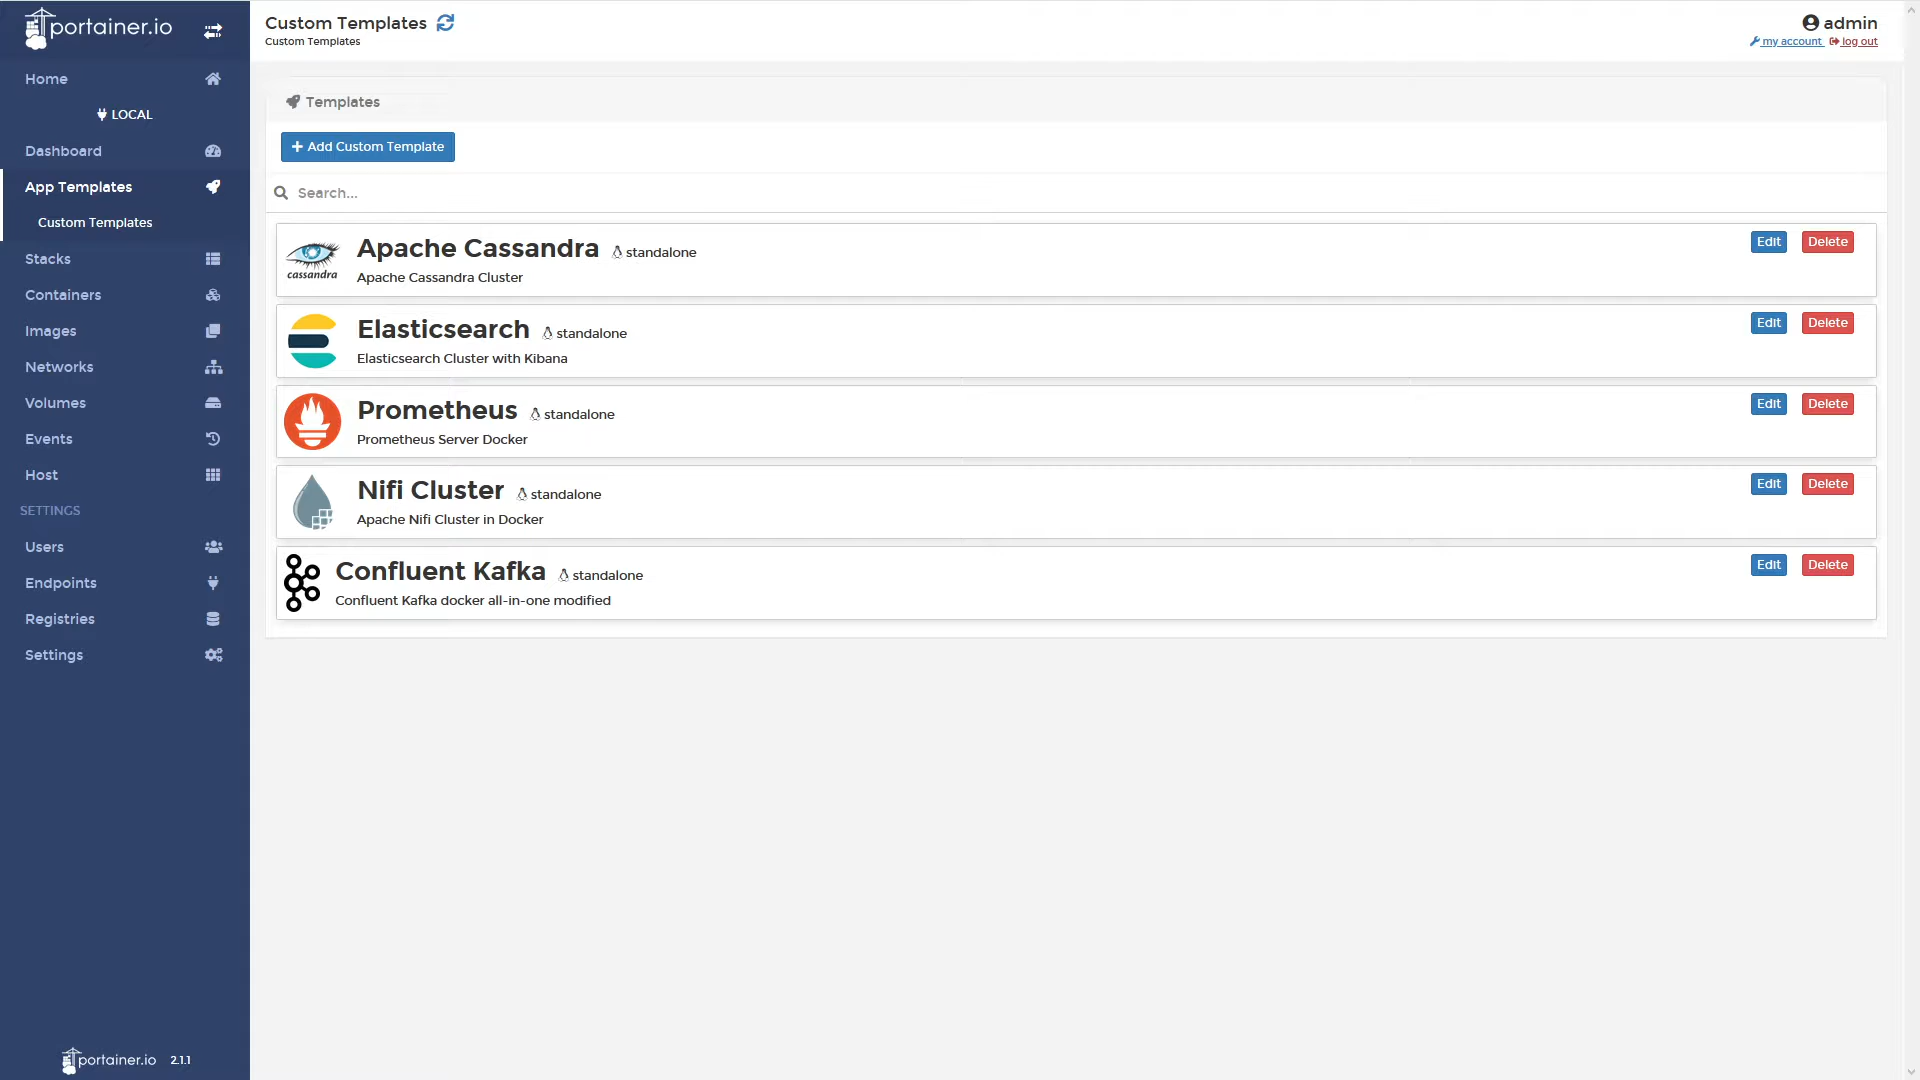 portainer.io
Home
LOCAL
Dashboard
App Templates
Custom Templates
Stacks
Containers
Images
Networks
Volumes
Events
Host
SETTINGS
Users
Endpoints
Registries
Settings
portainer.io 2.1.1
Custom Templates
Custom Templates
admin
my account log out
Templates
+ Add Custom Template
Search...
cassandra
Apache Cassandra standalone
Apache Cassandra Cluster
Edit Delete
Elasticsearch standalone
Elasticsearch Cluster with Kibana
Edit Delete
Prometheus standalone
Prometheus Server Docker
Edit Delete
Nifi Cluster standalone
Apache Nifi Cluster in Docker
Edit Delete
Confluent Kafka standalone
Confluent Kafka docker all-in-one modified
Edit Delete